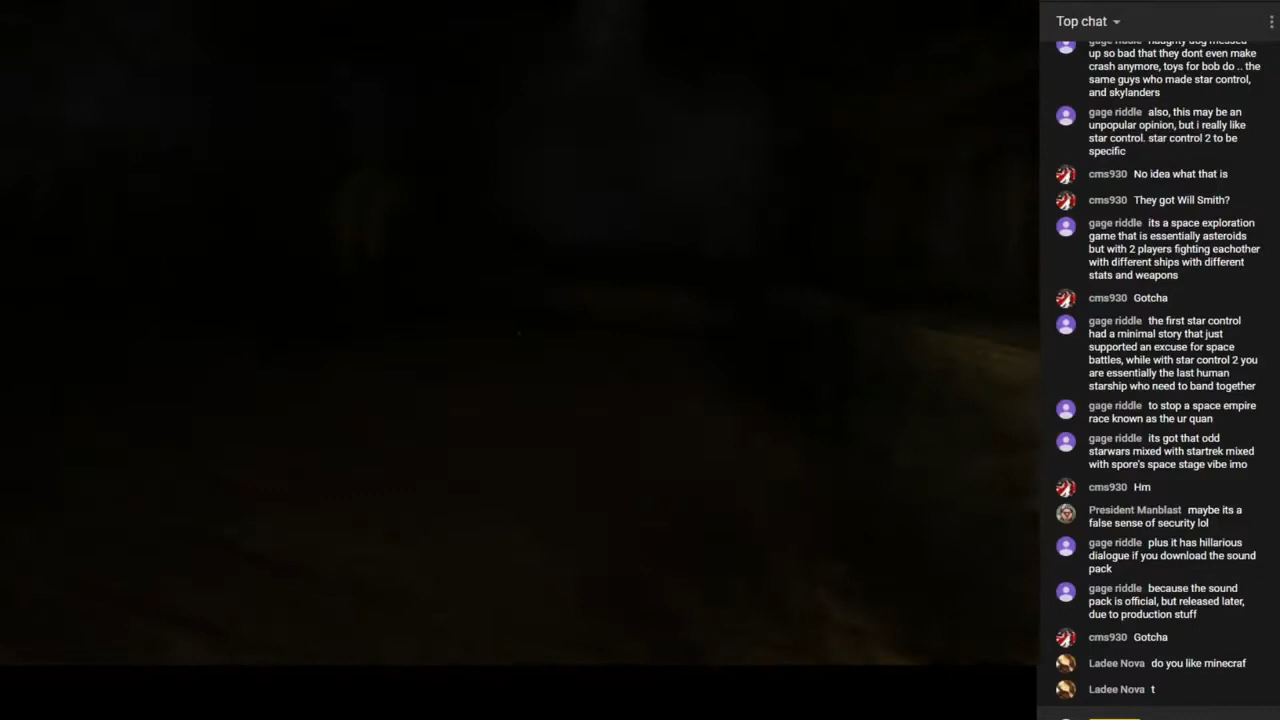 Top chat
gage riddle naughty dog messed
up so bad that they dont even make
crash anymore, toys for bob do .. the
same guys who made star control,
and skylanders
gage riddle also, this may be an
unpopular opinion, but i really like
star control. star control 2 to be
specific
cms930 No idea what that is
cms930 They got Will Smith?
gage riddle its a space exploration
game that is essentially asteroids
but with 2 players fighting eachother
with different ships with different
stats and weapons
cms930 Gotcha
gage riddle the first star control
had a minimal story that just
supported an excuse for space
battles, while with star control 2 you
are essentially the last human
starship who need to band together
gage riddle to stop a space empire
race known as the ur quan
gage riddle its got that odd
starwars mixed with startrek mixed
with spore's space stage vibe imo
cms930 Hm
President Manblast maybe its a
false sense of security lol
gage riddle plus it has hillarious
dialogue if you download the sound
pack
gage riddle because the sound
pack is official, but released later,
due to production stuff
cms930 Gotcha
Ladee Nova do you like minecraf
Ladee Nova t